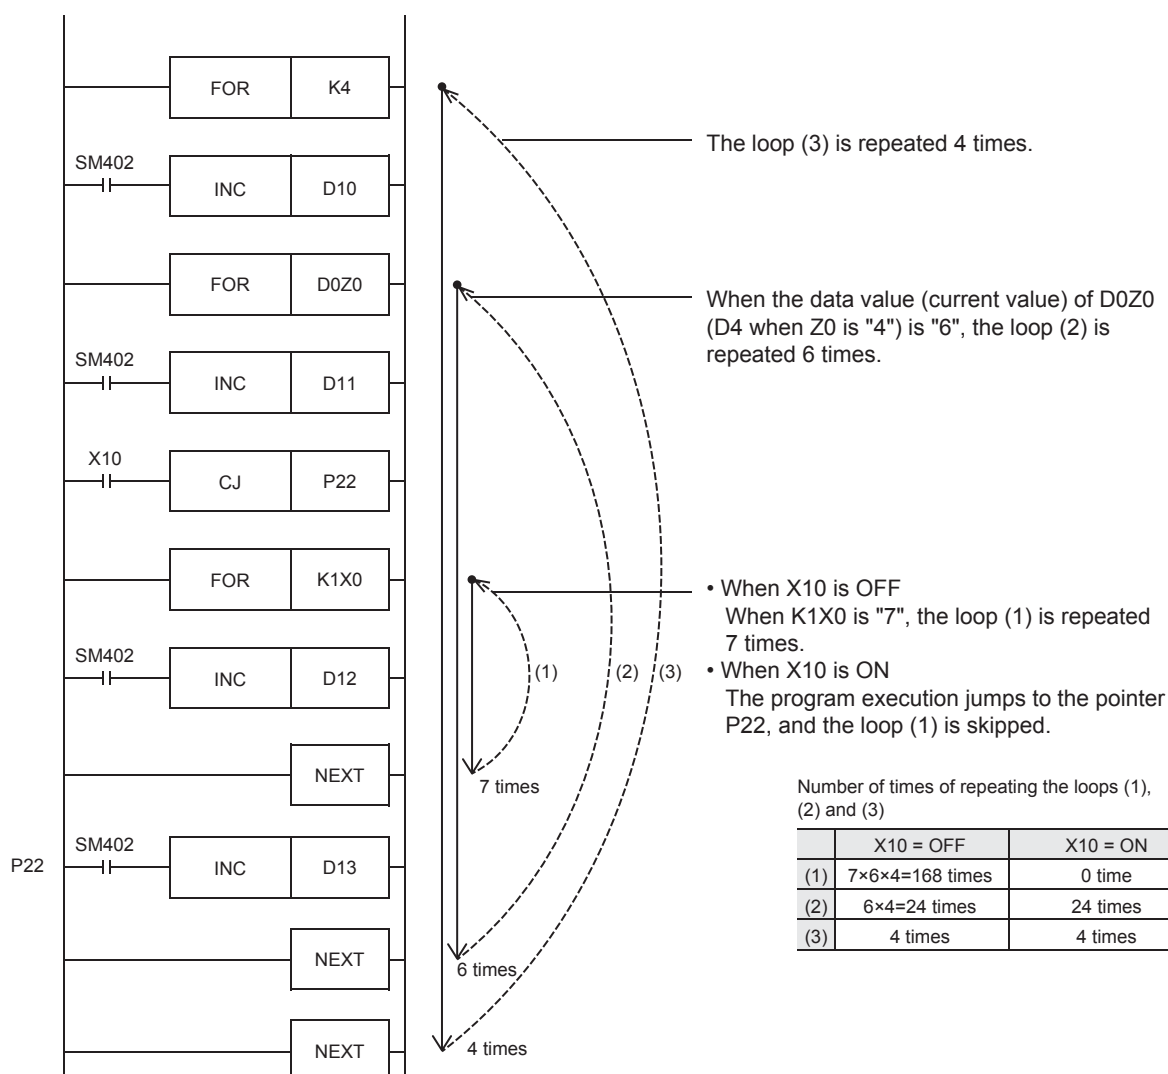 FOR K4
The loop (3) is repeated 4 times.
SM402
INC D10
FOR D0Z0
When the data value (current value) of D0Z0
(D4 when Z0 is "4") is "6", the loop (2) is
repeated 6 times.
SM402
INC D11
X10
CJ P22
FOR K1X0
• When X10 is OFF
When K1X0 is "7", the loop (1) is repeated
7 times.
SM402
INC D12
(1) (2) (3)
• When X10 is ON
The program execution jumps to the pointer
P22, and the loop (1) is skipped.
NEXT
7 times
Number of times of repeating the loops (1),
(2) and (3)
X10 = OFF X10 = ON
(1) 7×6×4=168 times 0 time
(2) 6×4=24 times 24 times
(3) 4 times 4 times
SM402
P22 INC D13
NEXT
6 times
NEXT
4 times